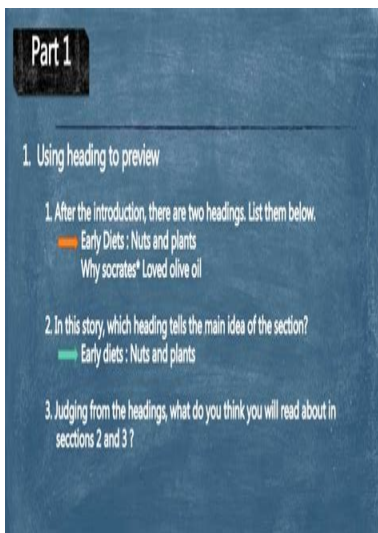 Part 1
1. Using heading to preview
1. After the introduction, there are two headings. List them below.
Early Diets : Nuts and plants
Why socrates* Loved olive oil
2. In this story, which heading tells the main idea of the section?
Early diets : Nuts and plants
3. Judging from the headings, what do you think you will read about in
secctions 2 and 3 ?